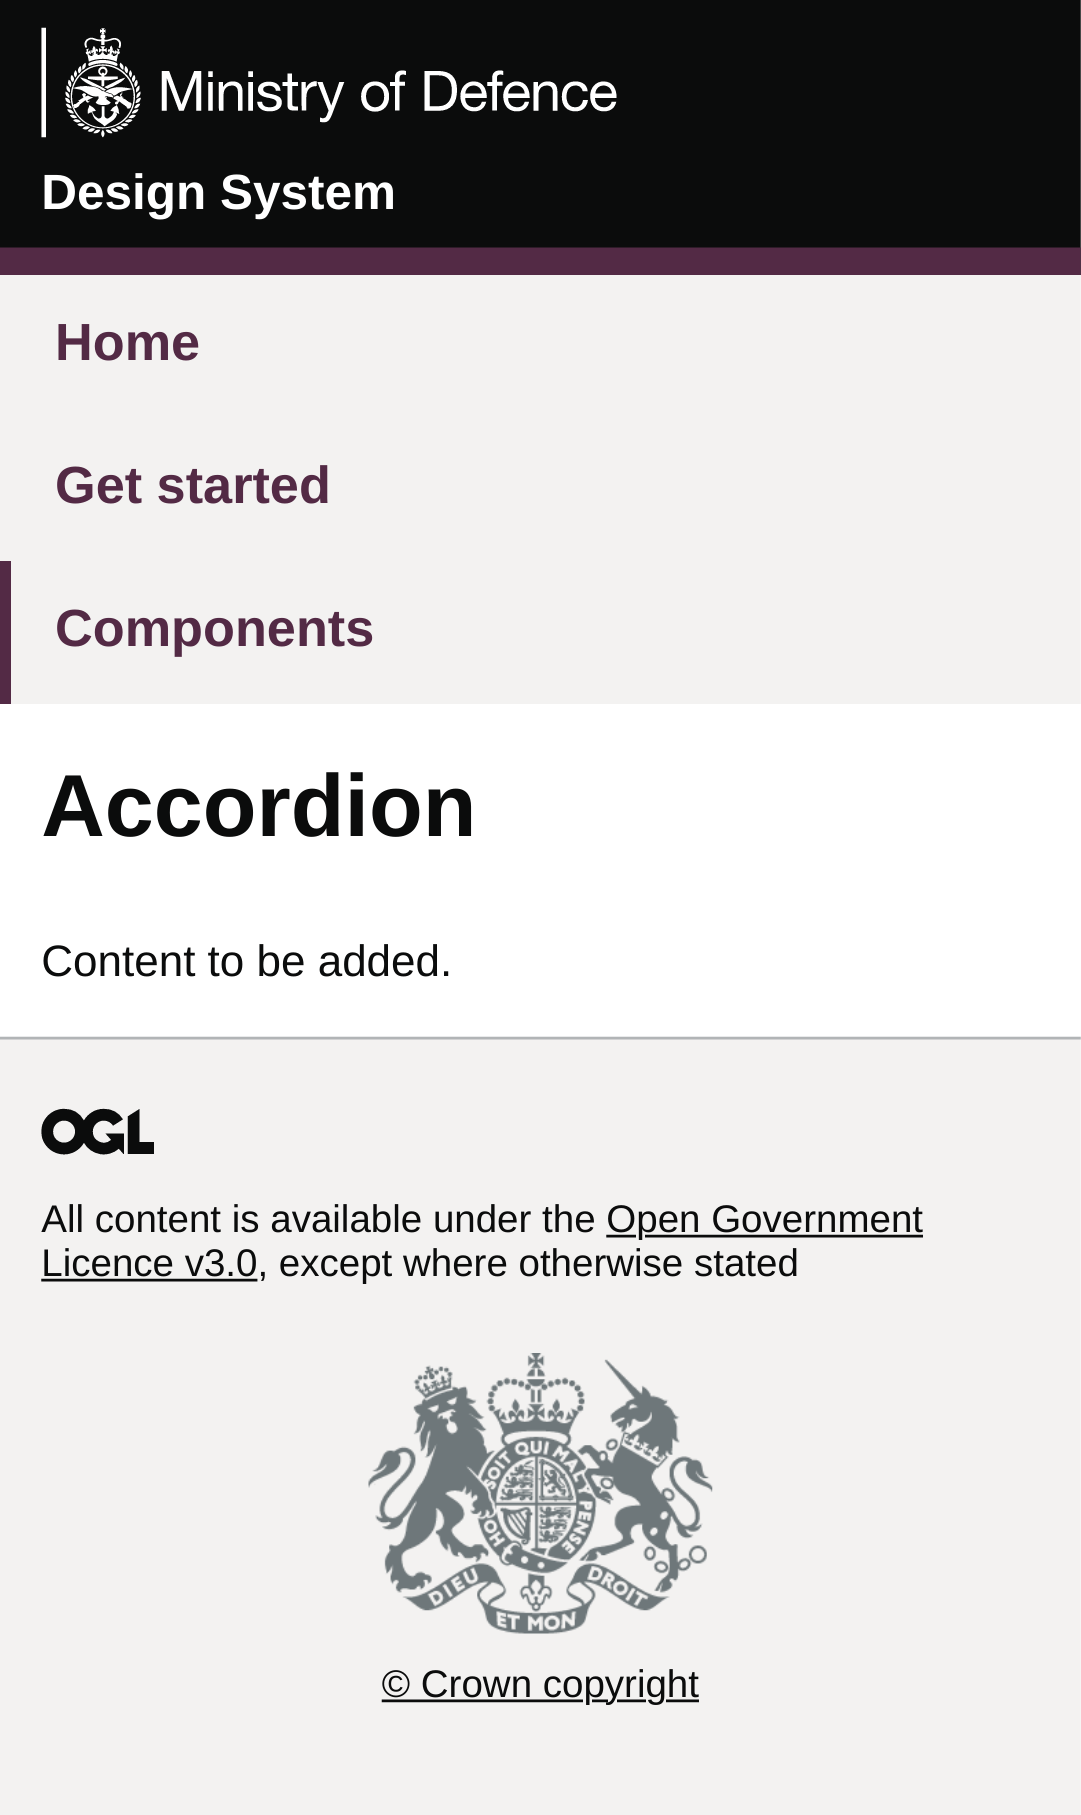 Ministry of Defence
Design System
Home
Get started
Components
Accordion
Content to be added.
OGL
All content is available under the Open Government
Licence v3.0, except where otherwise stated
HONI SOIT QUI MAL Y PENSE
DIEU ET MON DROIT
© Crown copyright